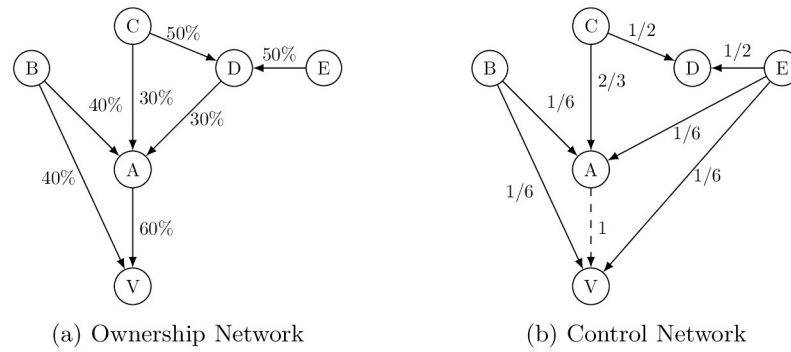 C
50%
50%
B
D
E
40%
30%
30%
A
40%
60%
V
(a) Ownership Network
C
1/2
1/2
B
D
E
2/3
1/6
1/6
A
1/6
1/6
1
V
(b) Control Network